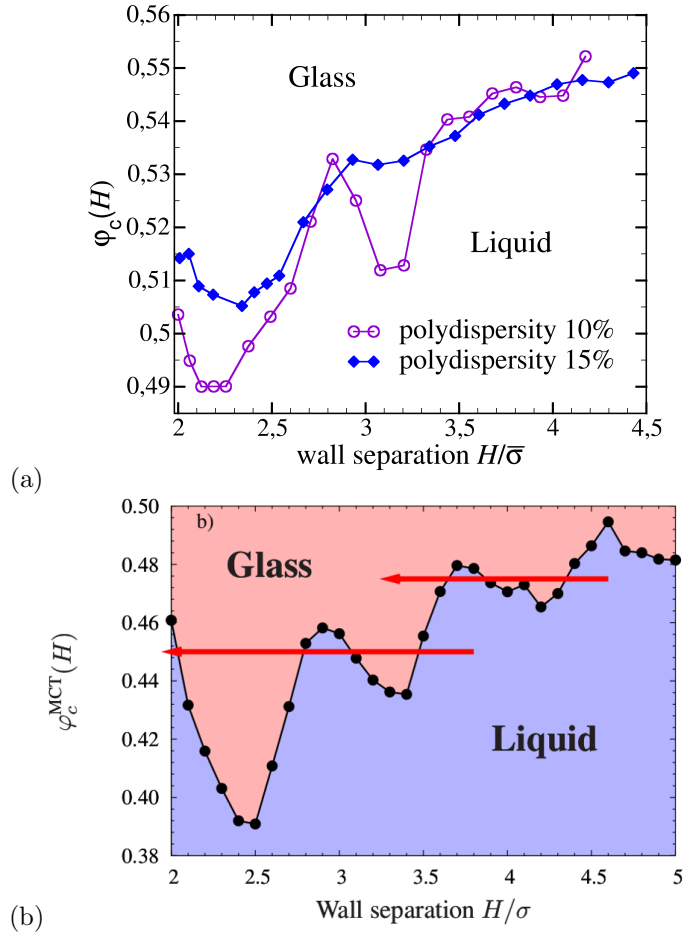 0,56
0,55
0,54
0,53
0,52
0,51
0,5
0,49
φc(H)
Glass
Liquid
polydispersity 10%
polydispersity 15%
2 2,5 3 3,5 4 4,5
wall separation H/σ̅
(a)
0.50
0.48
0.46
0.44
0.42
0.40
0.38
φcMCT(H)
b)
Glass
Liquid
2 2.5 3 3.5 4 4.5 5
Wall separation H/σ
(b)